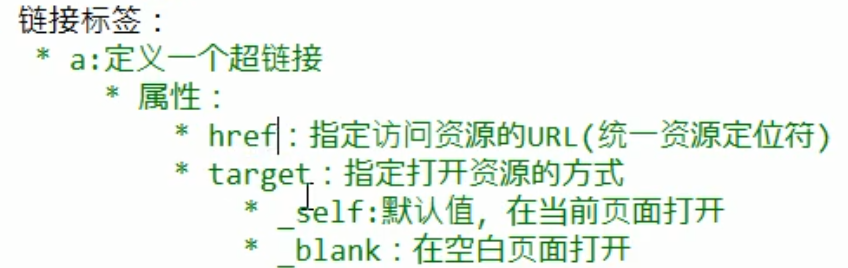 链接标签：
* a:定义一个超链接
* 属性：
* href：指定访问资源的URL(统一资源定位符)
* target：指定打开资源的方式
* _self:默认值，在当前页面打开
* _blank：在空白页面打开